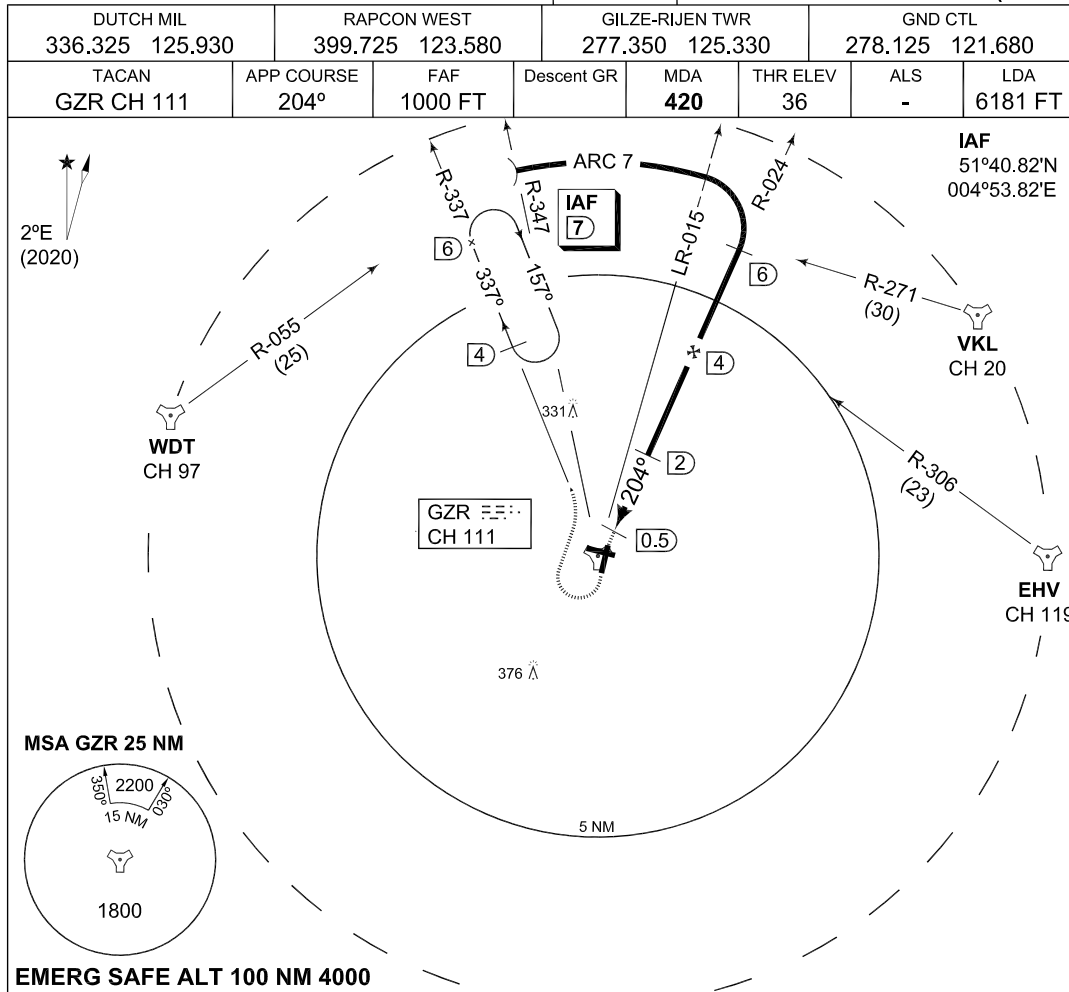 DUTCH MIL
336.325 125.930
RAPCON WEST
399.725 123.580
GILZE-RIJEN TWR
277.350 125.330
GND CTL
278.125 121.680
TACAN
GZR CH 111
APP COURSE
204º
FAF
1000 FT
Descent GR
MDA
420
THR ELEV
36
ALS
-
LDA
6181 FT
IAF
51º40.82'N
004º53.82'E
2ºE
(2020)
ARC 7
R-337
R-347
IAF
7
LR-015
R-024
6
337º
157º
6
R-271
(30)
VKL
CH 20
R-055
(25)
4
4
WDT
CH 97
331
R-306
(23)
2
204º
GZR
CH 111
0.5
EHV
CH 119
376
MSA GZR 25 NM
350º
2200
030º
15 NM
1800
5 NM
EMERG SAFE ALT 100 NM 4000